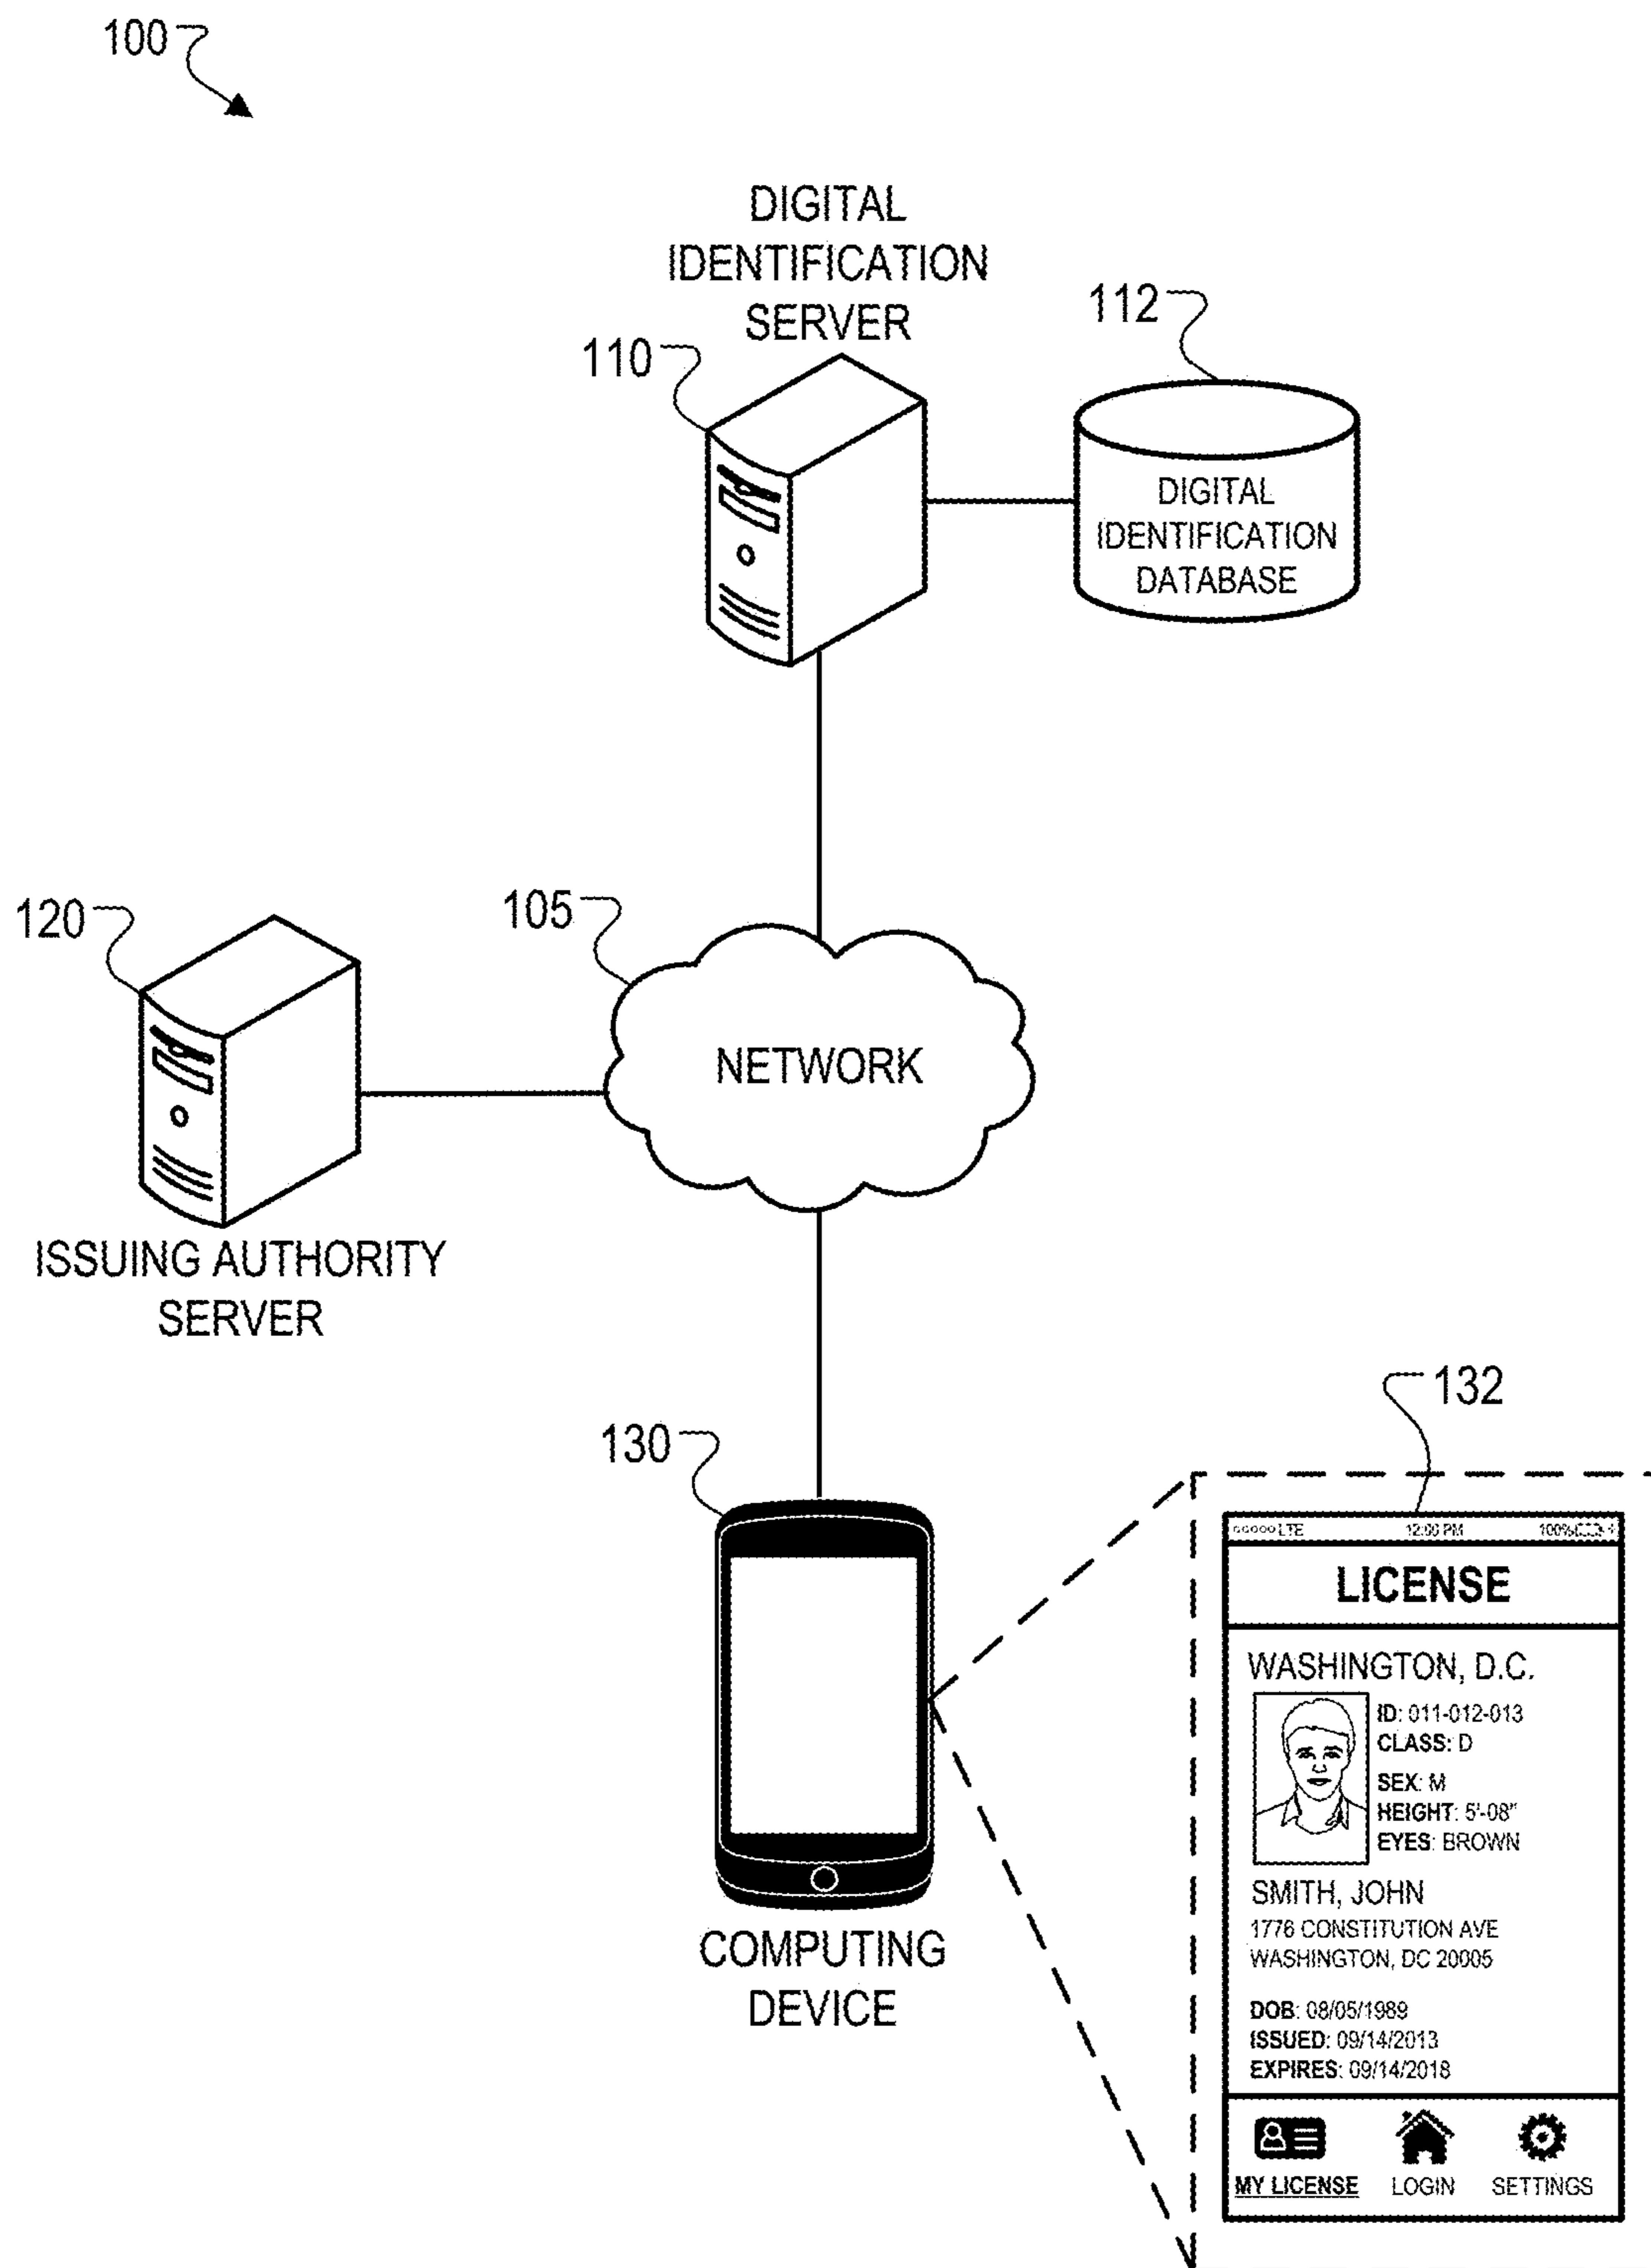 100
DIGITAL
IDENTIFICATION
SERVER
110
112
DIGITAL
IDENTIFICATION
DATABASE
120
105
NETWORK
ISSUING AUTHORITY
SERVER
130
132
LTE 12:00 PM 100%
LICENSE
WASHINGTON, D.C.
ID: 011-012-013
CLASS: D
SEX: M
HEIGHT: 5'-08"
EYES: BROWN
SMITH, JOHN
1776 CONSTITUTION AVE
WASHINGTON, DC 20005
DOB: 08/05/1989
ISSUED: 09/14/2013
EXPIRES: 09/14/2018
MY LICENSE LOGIN SETTINGS
COMPUTING
DEVICE